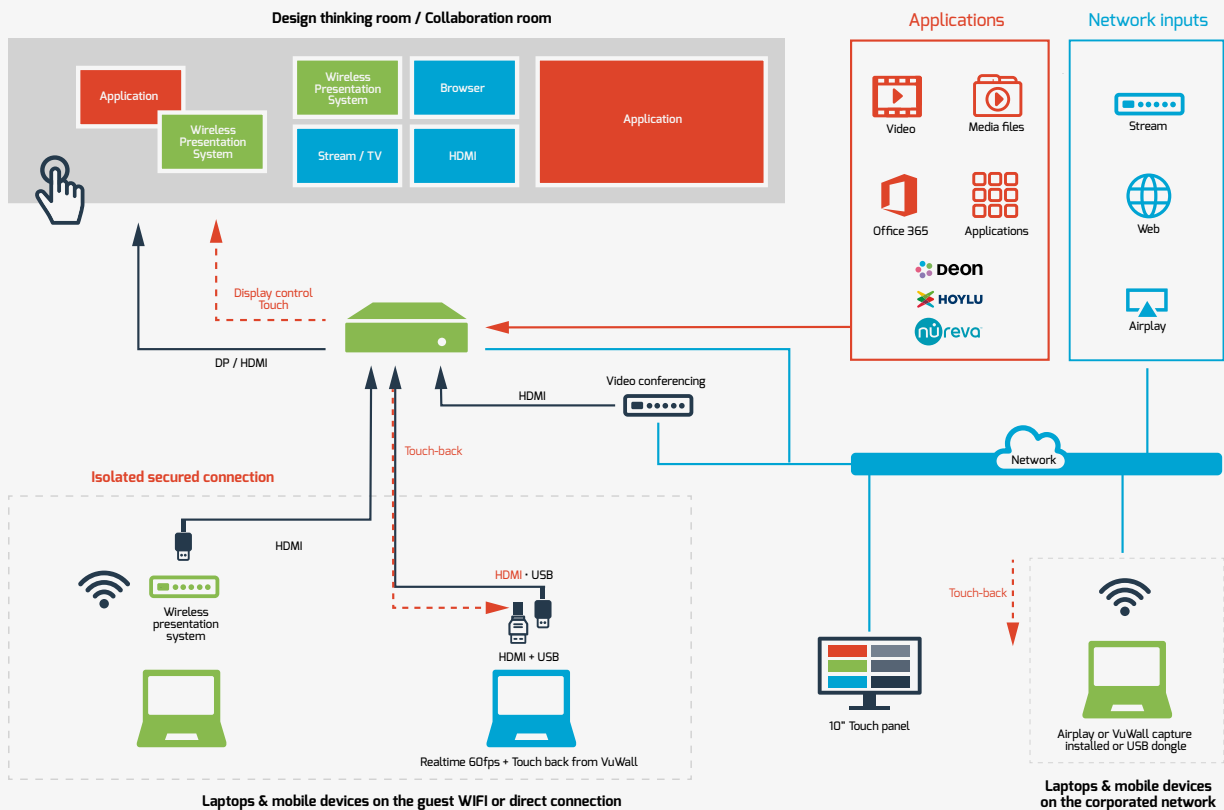 Design thinking room / Collaboration room
Applications
Network inputs
Application
Wireless
Presentation
System
Wireless
Presentation
System
Browser
Stream / TV
HDMI
Application
Video
Media files
Office 365
Applications
DEON
HOYLU
nureva
Stream
Web
Airplay
Display control
Touch
DP / HDMI
HDMI
Video conferencing
Touch-back
Network
Isolated secured connection
HDMI
Wireless
presentation
system
HDMI · USB
HDMI + USB
Realtime 60fps + Touch back from VuWall
Laptops & mobile devices on the guest WIFI or direct connection
10" Touch panel
Touch-back
Airplay or VuWall capture
installed or USB dongle
Laptops & mobile devices
on the corporated network